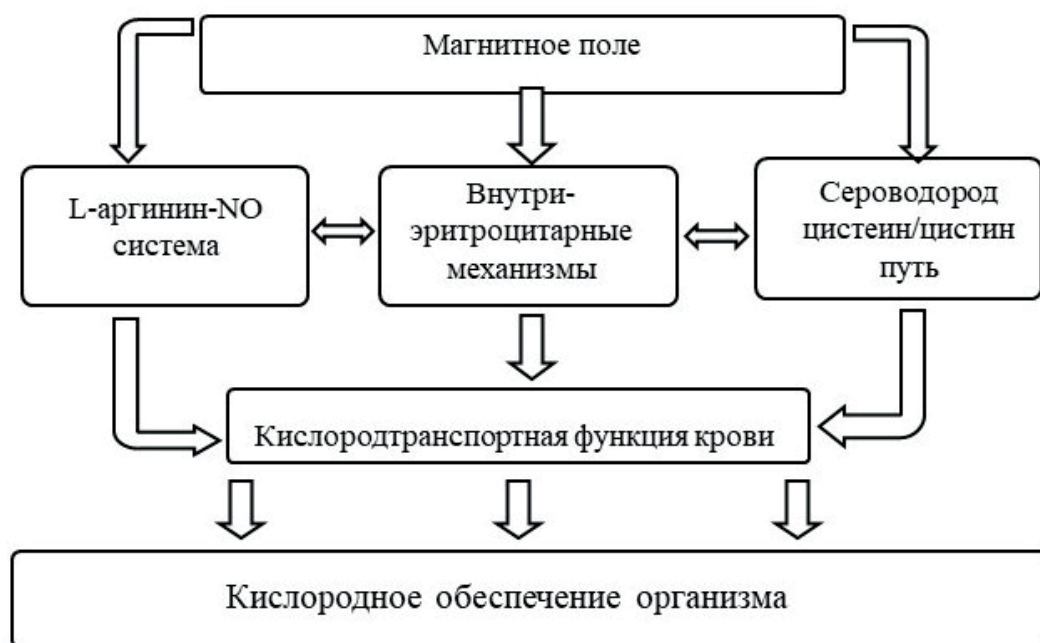 Магнитное поле
L-аргинин-NO
система
Внутри-
эритроцитарные
механизмы
Сероводород
цистеин/цистин
путь
Кислородтранспортная функция крови
Кислородное обеспечение организма